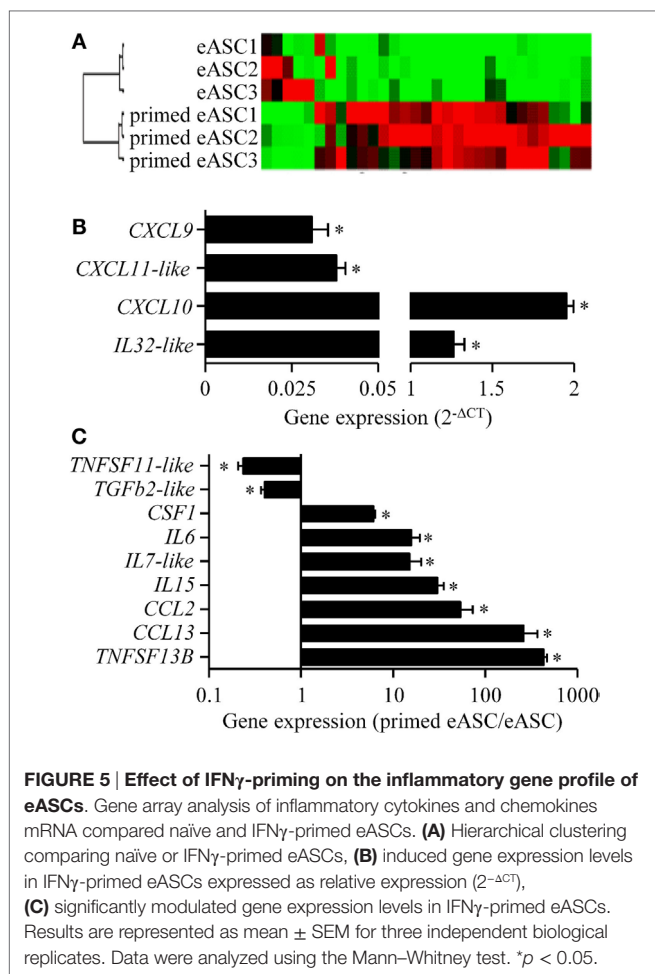 A
eASC1
eASC2
eASC3
primed eASC1
primed eASC2
primed eASC3
B
CXCL9 *
CXCL11-like *
CXCL10 *
IL32-like *
0 0.025 0.05 1 1.5 2
Gene expression (2-ΔCT)
C
TNFSF11-like *
TGFb2-like *
CSF1 *
IL6 *
IL7-like *
IL15 *
CCL2 *
CCL13 *
TNFSF13B *
0.1 1 10 100 1000
Gene expression (primed eASC/eASC)
FIGURE 5 | Effect of IFNγ-priming on the inflammatory gene profile of
eASCs. Gene array analysis of inflammatory cytokines and chemokines
mRNA compared naïve and IFNγ-primed eASCs. (A) Hierarchical clustering
comparing naïve or IFNγ-primed eASCs, (B) induced gene expression levels
in IFNγ-primed eASCs expressed as relative expression (2−ΔCT),
(C) significantly modulated gene expression levels in IFNγ-primed eASCs.
Results are represented as mean ± SEM for three independent biological
replicates. Data were analyzed using the Mann–Whitney test. *p < 0.05.